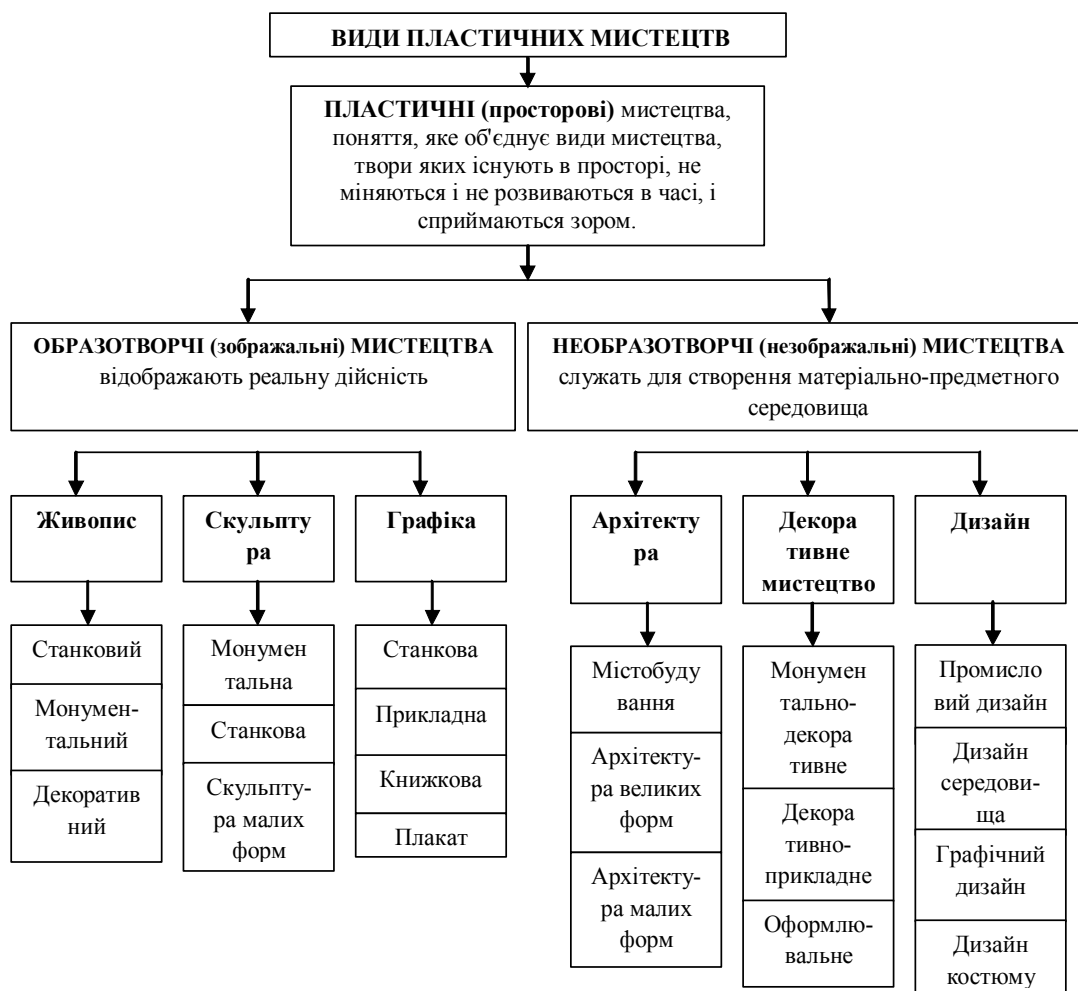 ВИДИ ПЛАСТИЧНИХ МИСТЕЦТВ
ПЛАСТИЧНІ (просторові) мистецтва,
поняття, яке об'єднує види мистецтва,
твори яких існують в просторі, не
міняються і не розвиваються в часі, і
сприймаються зором.
ОБРАЗОТВОРЧІ (зображальні) МИСТЕЦТВА
відображають реальну дійсність
НЕОБРАЗОТВОРЧІ (незображальні) МИСТЕЦТВА
служать для створення матеріально-предметного
середовища
Живопис
Скульпту
ра
Графіка
Архітекту
ра
Декора
тивне
мистецтво
Дизайн
Станковий
Монумен-
тальний
Декоратив
ний
Монумен
тальна
Станкова
Скульпту-
ра малих
форм
Станкова
Прикладна
Книжкова
Плакат
Містобуду
вання
Архітекту-
ра великих
форм
Архітекту-
ра малих
форм
Монумен
тально-
декора
тивне
Декора
тивно-
прикладне
Оформлю-
вальне
Промисло
вий дизайн
Дизайн
середови-
ща
Графічний
дизайн
Дизайн
костюму